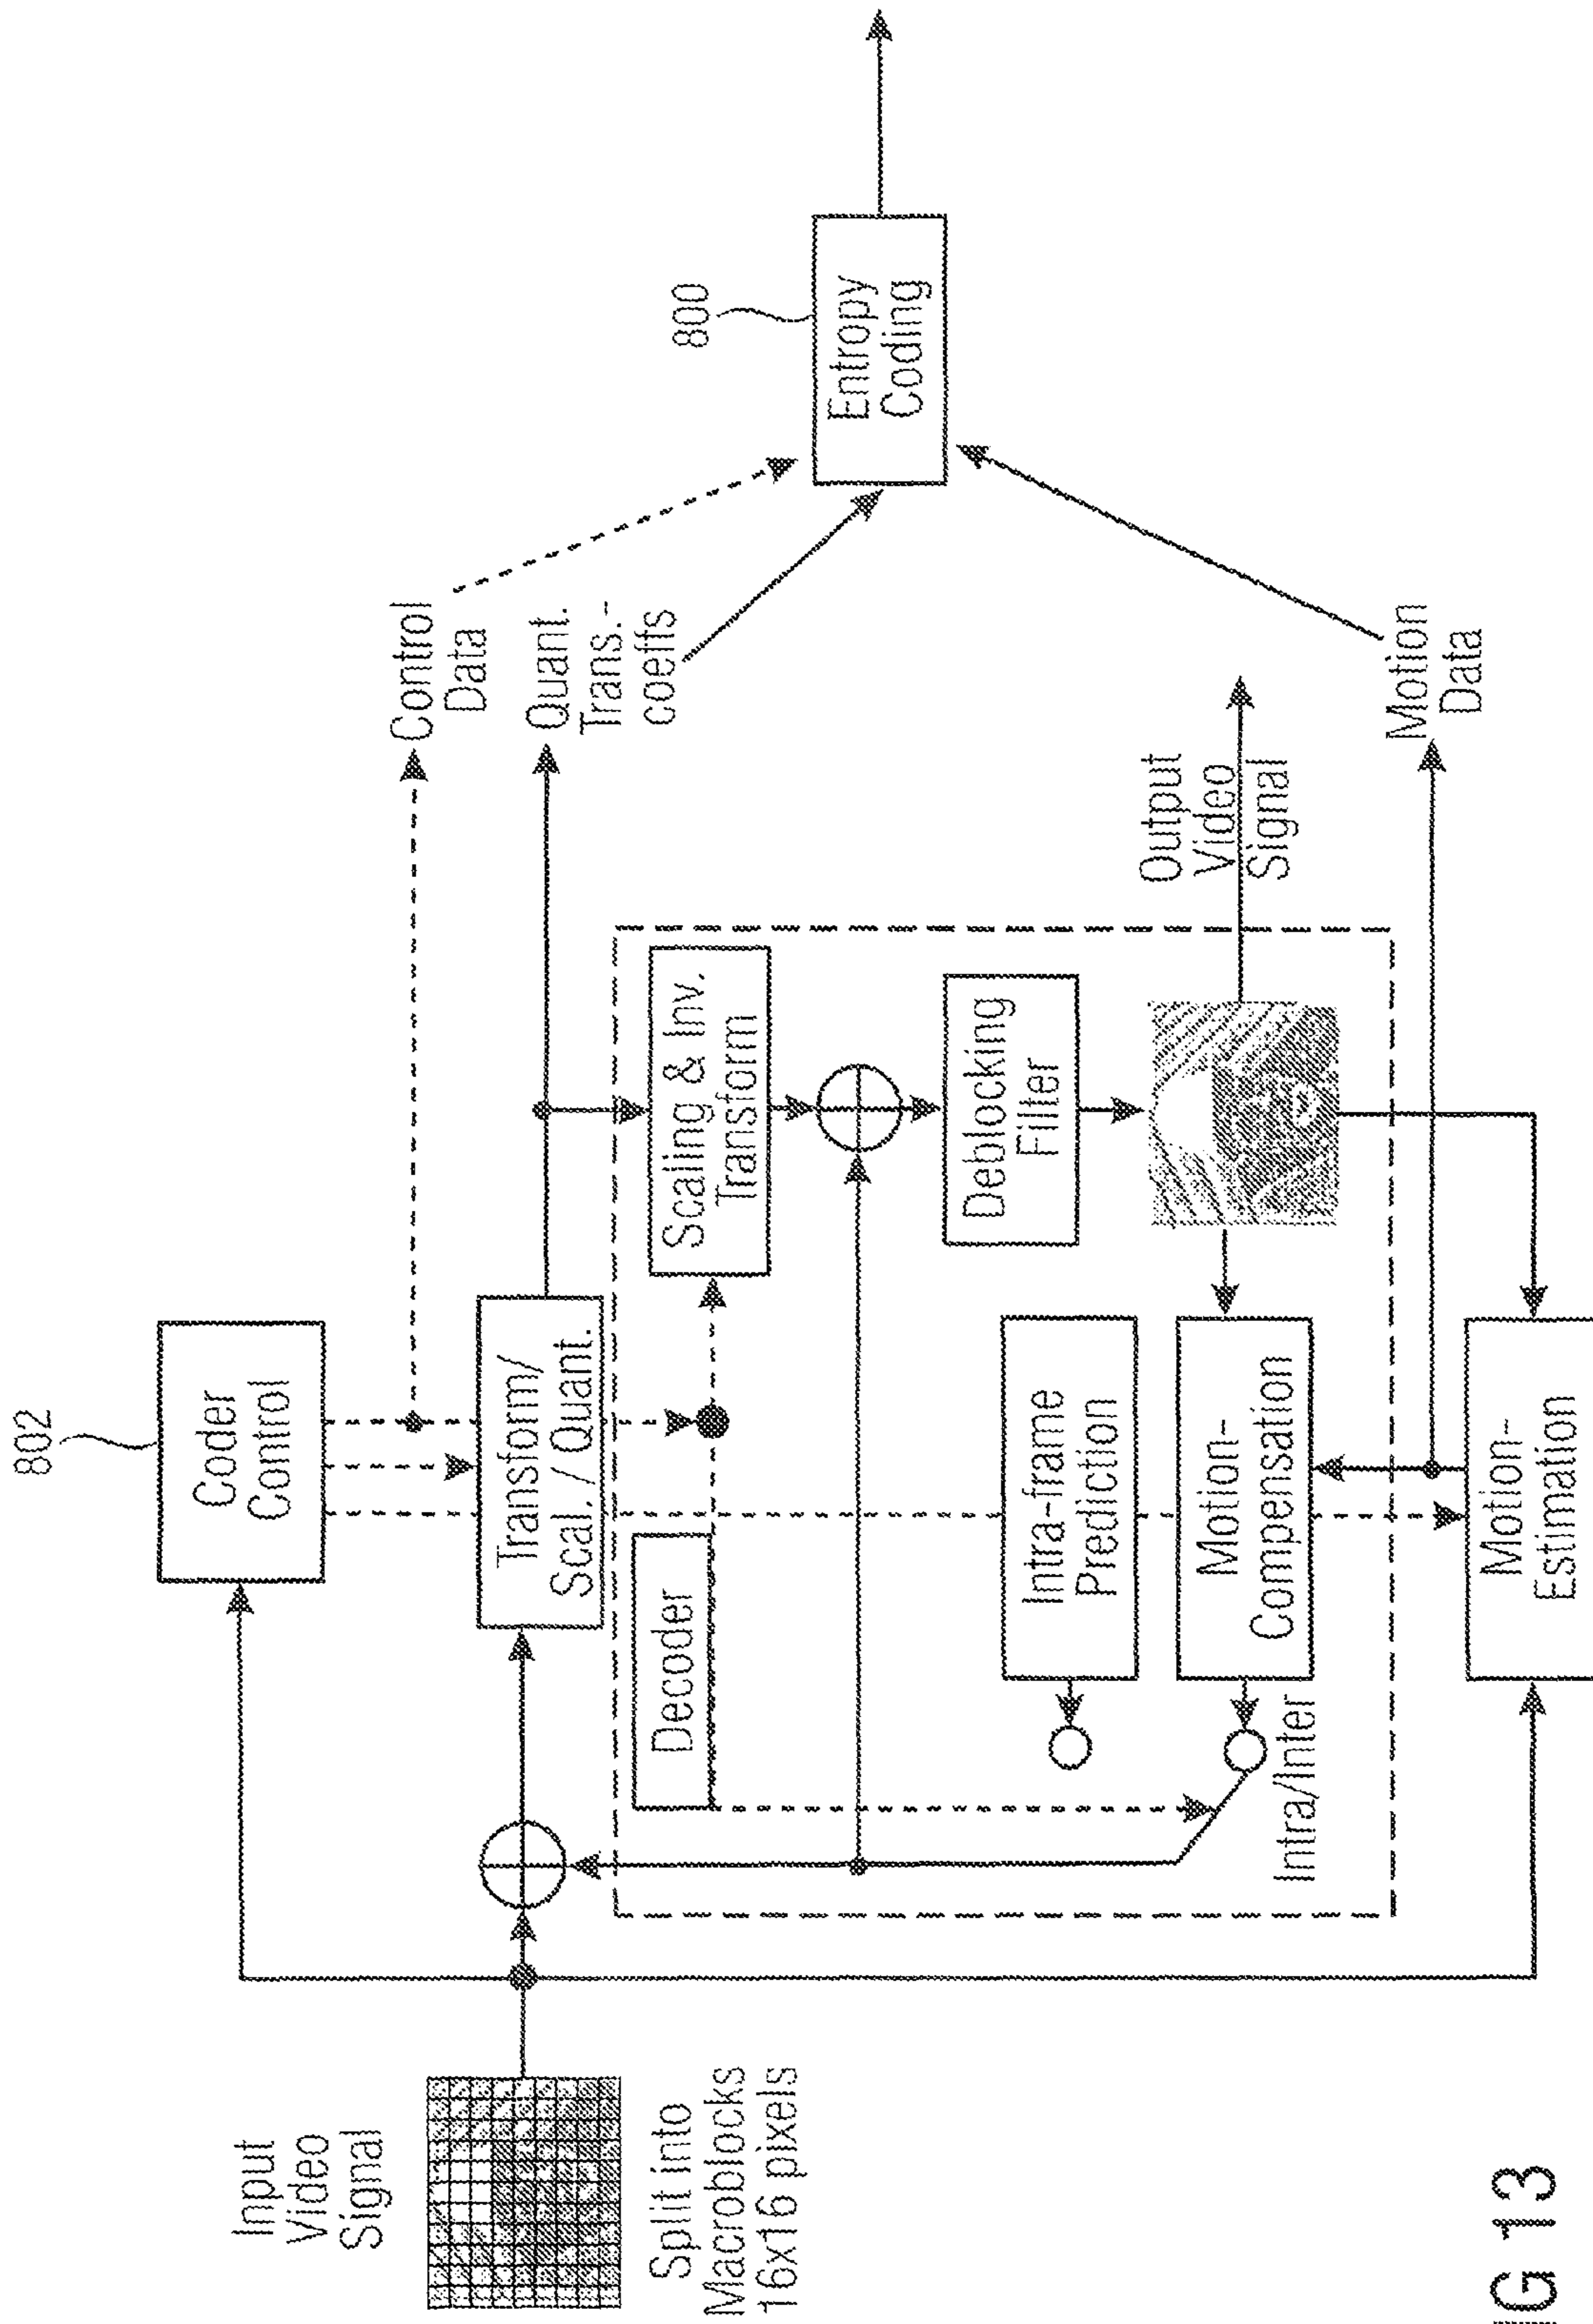 Input
Video
Signal
Split into
Macroblocks
16x16 pixels
802
Coder
Control
Transform/
Scal. / Quant.
Decoder
Scaling & Inv.
Transform
Intra-frame
Prediction
Motion-
Compensation
Intra/Inter
Motion-
Estimation
Deblocking
Filter
Output
Video
Signal
Control
Data
Quant.
Trans.-
coeffs
Motion
Data
800
Entropy
Coding
G 13